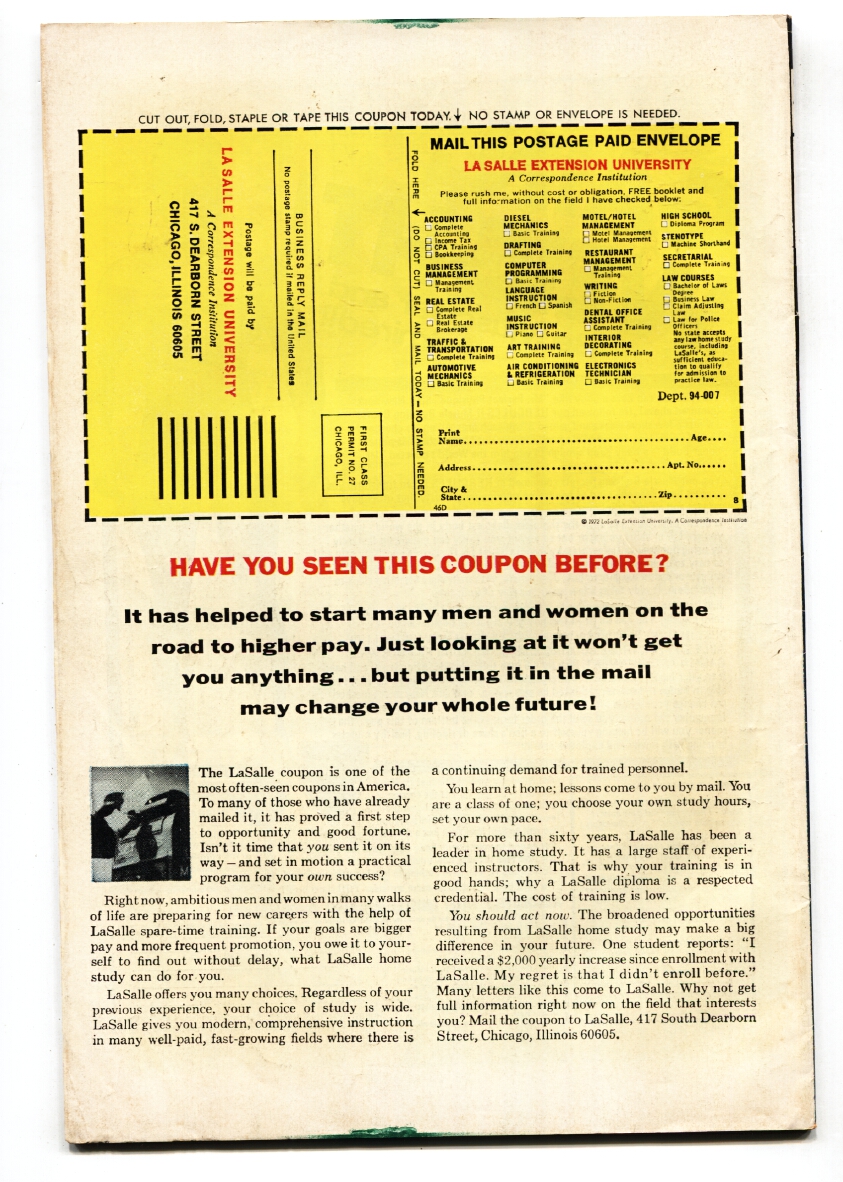 CUT OUT, FOLD, STAPLE OR TAPE THIS COUPON TODAY. ↓ NO STAMP OR ENVELOPE IS NEEDED.
LA SALLE EXTENSION UNIVERSITY
A Correspondence Institution
417 S. DEARBORN STREET
CHICAGO, ILLINOIS 60605
Postage will be paid by
BUSINESS REPLY MAIL
No postage stamp required if mailed in the United States
FIRST CLASS
PERMIT NO. 27
CHICAGO, ILL.
FOLD HERE → (DO NOT CUT) SEAL AND MAIL TODAY – NO STAMP NEEDED.
MAIL THIS POSTAGE PAID ENVELOPE
LA SALLE EXTENSION UNIVERSITY
A Correspondence Institution
Please rush me, without cost or obligation, FREE booklet and
full information on the field I have checked below:
ACCOUNTING
☐ Complete
Accounting
☐ Income Tax
☐ CPA Training
☐ Bookkeeping
BUSINESS
MANAGEMENT
☐ Management
Training
REAL ESTATE
☐ Complete Real
Estate
☐ Real Estate
Brokerage
TRAFFIC &
TRANSPORTATION
☐ Complete Training
AUTOMOTIVE
MECHANICS
☐ Basic Training
DIESEL
MECHANICS
☐ Basic Training
DRAFTING
☐ Complete Training
COMPUTER
PROGRAMMING
☐ Basic Training
LANGUAGE
INSTRUCTION
☐ French ☐ Spanish
MUSIC
INSTRUCTION
☐ Piano ☐ Guitar
ART TRAINING
☐ Complete Training
AIR CONDITIONING
& REFRIGERATION
☐ Basic Training
MOTEL/HOTEL
MANAGEMENT
☐ Motel Management
☐ Hotel Management
RESTAURANT
MANAGEMENT
☐ Management
Training
WRITING
☐ Fiction
☐ Non-Fiction
DENTAL OFFICE
ASSISTANT
☐ Complete Training
INTERIOR
DECORATING
☐ Complete Training
ELECTRONICS
TECHNICIAN
☐ Basic Training
HIGH SCHOOL
☐ Diploma Program
STENOTYPE
☐ Machine Shorthand
SECRETARIAL
☐ Complete Training
LAW COURSES
☐ Bachelor of Laws
Degree
☐ Business Law
☐ Claim Adjusting
Law
☐ Law for Police
Officers
No state accepts
any law home study
course, including
LaSalle's, as
sufficient educa-
tion to qualify
for admission to
practice law.
Dept. 94-007
Print
Name.......... Age....
Address.......... Apt. No......
City &
State.......... Zip..........
46D
B
© 1972 LaSalle Extension University, A Correspondence Institution
HAVE YOU SEEN THIS COUPON BEFORE?
It has helped to start many men and women on the
road to higher pay. Just looking at it won't get
you anything...but putting it in the mail
may change your whole future!
The LaSalle coupon is one of the
most often-seen coupons in America.
To many of those who have already
mailed it, it has proved a first step
to opportunity and good fortune.
Isn't it time that you sent it on its
way – and set in motion a practical
program for your own success?
Right now, ambitious men and women in many walks
of life are preparing for new careers with the help of
LaSalle spare-time training. If your goals are bigger
pay and more frequent promotion, you owe it to your-
self to find out without delay, what LaSalle home
study can do for you.
LaSalle offers you many choices. Regardless of your
previous experience, your choice of study is wide.
LaSalle gives you modern, comprehensive instruction
in many well-paid, fast-growing fields where there is
a continuing demand for trained personnel.
You learn at home; lessons come to you by mail. You
are a class of one; you choose your own study hours,
set your own pace.
For more than sixty years, LaSalle has been a
leader in home study. It has a large staff of experi-
enced instructors. That is why your training is in
good hands; why a LaSalle diploma is a respected
credential. The cost of training is low.
You should act now. The broadened opportunities
resulting from LaSalle home study may make a big
difference in your future. One student reports: "I
received a $2,000 yearly increase since enrollment with
LaSalle. My regret is that I didn't enroll before."
Many letters like this come to LaSalle. Why not get
full information right now on the field that interests
you? Mail the coupon to LaSalle, 417 South Dearborn
Street, Chicago, Illinois 60605.